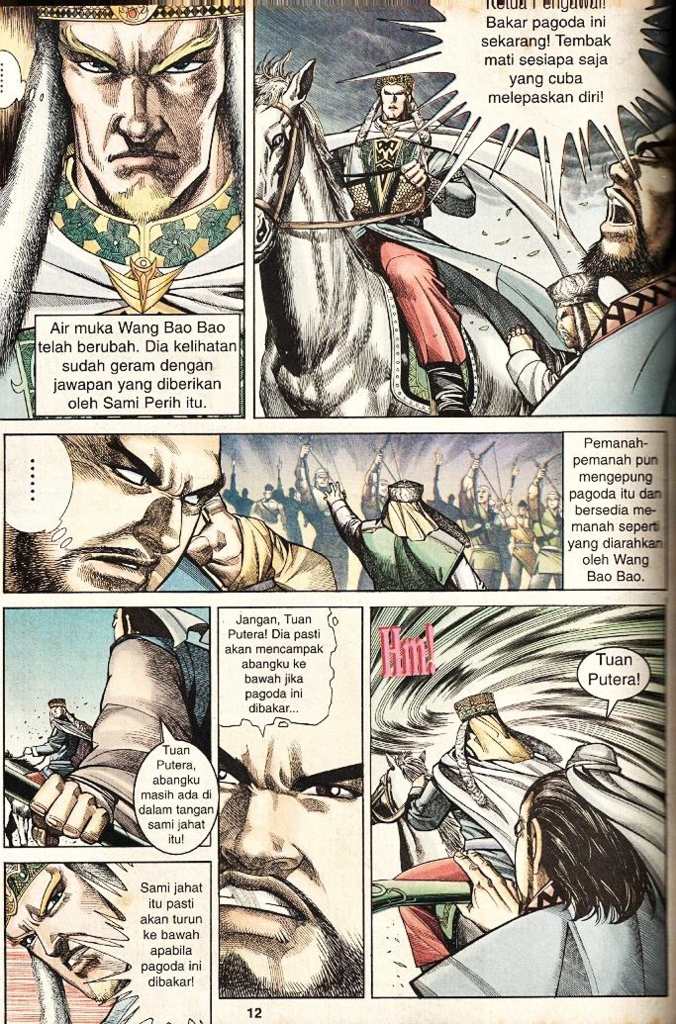 .....
Air muka Wang Bao Bao
telah berubah. Dia kelihatan
sudah geram dengan
jawapan yang diberikan
oleh Sami Perih itu.
Ketua Pengawal!
Bakar pagoda ini
sekarang! Tembak
mati sesiapa saja
yang cuba
melepaskan diri!
......
Pemanah-
pemanah pun
mengepung
pagoda itu dan
bersedia me-
manah seperti
yang diarahkan
oleh Wang
Bao Bao.
Tuan
Putera,
abangku
masih ada di
dalam tangan
sami jahat
itu!
Sami jahat
itu pasti
akan turun
ke bawah
apabila
pagoda ini
dibakar!
Jangan, Tuan
Putera! Dia pasti
akan mencampak
abangku ke
bawah jika
pagoda ini
dibakar...
Hm!
Tuan
Putera!
12